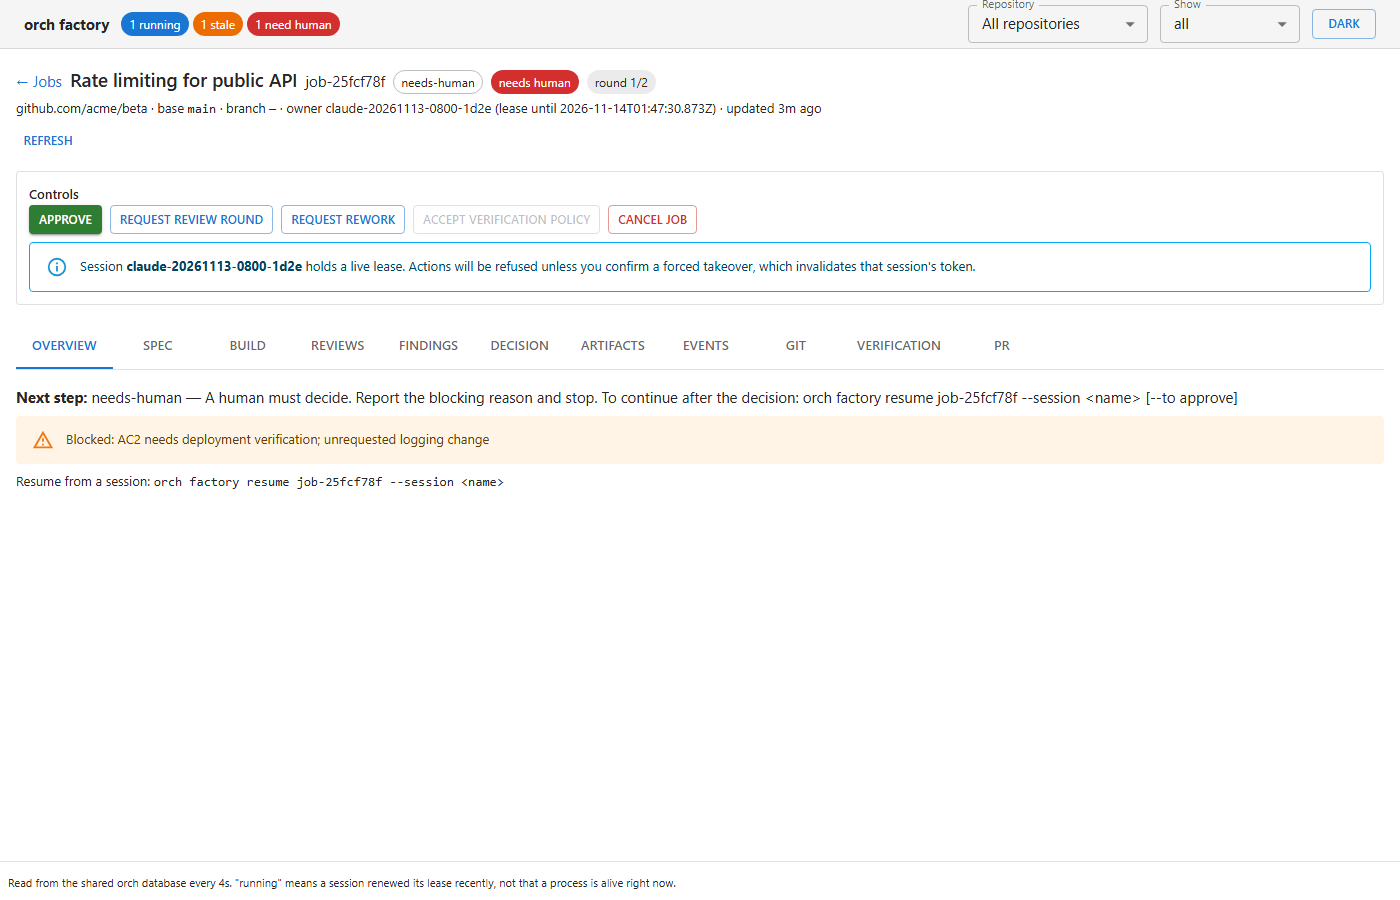 orch factory 1 running 1 stale 1 need human
Repository
All repositories
Show
all
DARK
← Jobs Rate limiting for public API job-25fcf78f needs-human needs human round 1/2
github.com/acme/beta · base main · branch – · owner claude-20261113-0800-1d2e (lease until 2026-11-14T01:47:30.873Z) · updated 3m ago
REFRESH
Controls
APPROVE REQUEST REVIEW ROUND REQUEST REWORK ACCEPT VERIFICATION POLICY CANCEL JOB
Session claude-20261113-0800-1d2e holds a live lease. Actions will be refused unless you confirm a forced takeover, which invalidates that session's token.
OVERVIEW SPEC BUILD REVIEWS FINDINGS DECISION ARTIFACTS EVENTS GIT VERIFICATION PR
Next step: needs-human — A human must decide. Report the blocking reason and stop. To continue after the decision: orch factory resume job-25fcf78f --session <name> [--to approve]
Blocked: AC2 needs deployment verification; unrequested logging change
Resume from a session: orch factory resume job-25fcf78f --session <name>
Read from the shared orch database every 4s. "running" means a session renewed its lease recently, not that a process is alive right now.